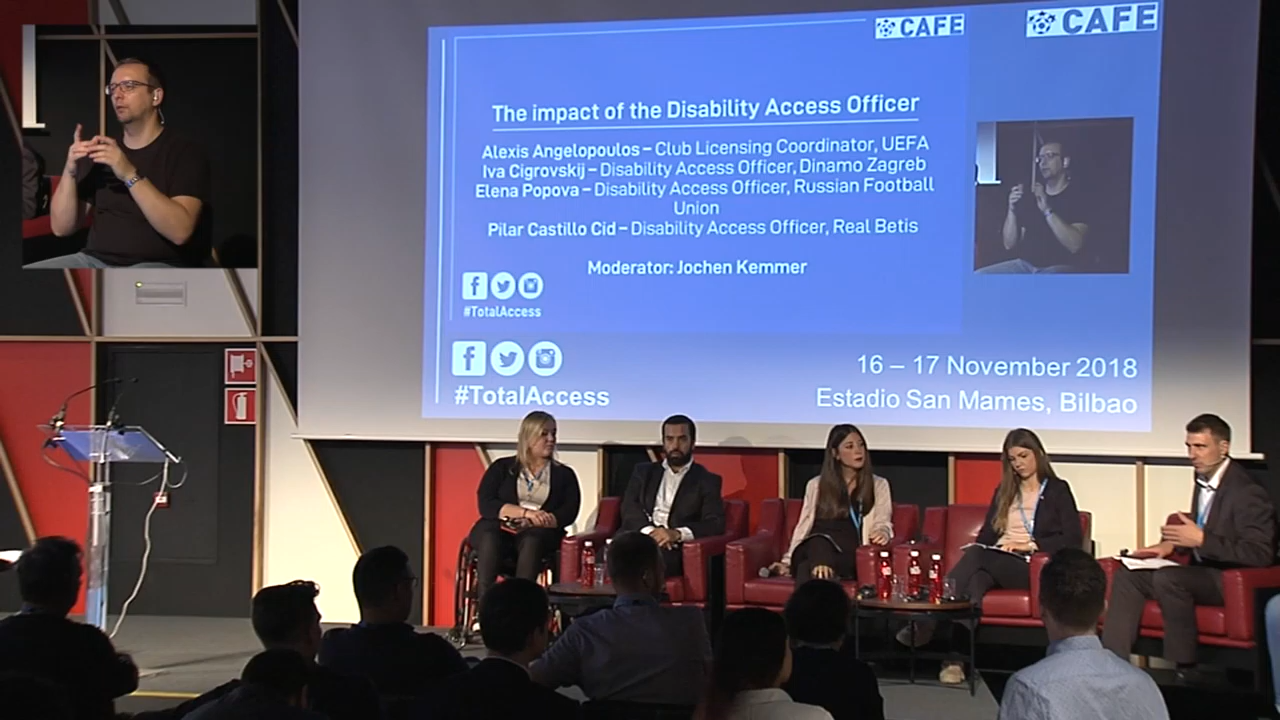 CAFE
CAFE
The impact of the Disability Access Officer
Alexis Angelopoulos – Club Licensing Coordinator, UEFA
Iva Cigrovskij – Disability Access Officer, Dinamo Zagreb
Elena Popova – Disability Access Officer, Russian Football
Union
Pilar Castillo Cid – Disability Access Officer, Real Betis
Moderator: Jochen Kemmer
#TotalAccess
#TotalAccess
16 – 17 November 2018
Estadio San Mames, Bilbao